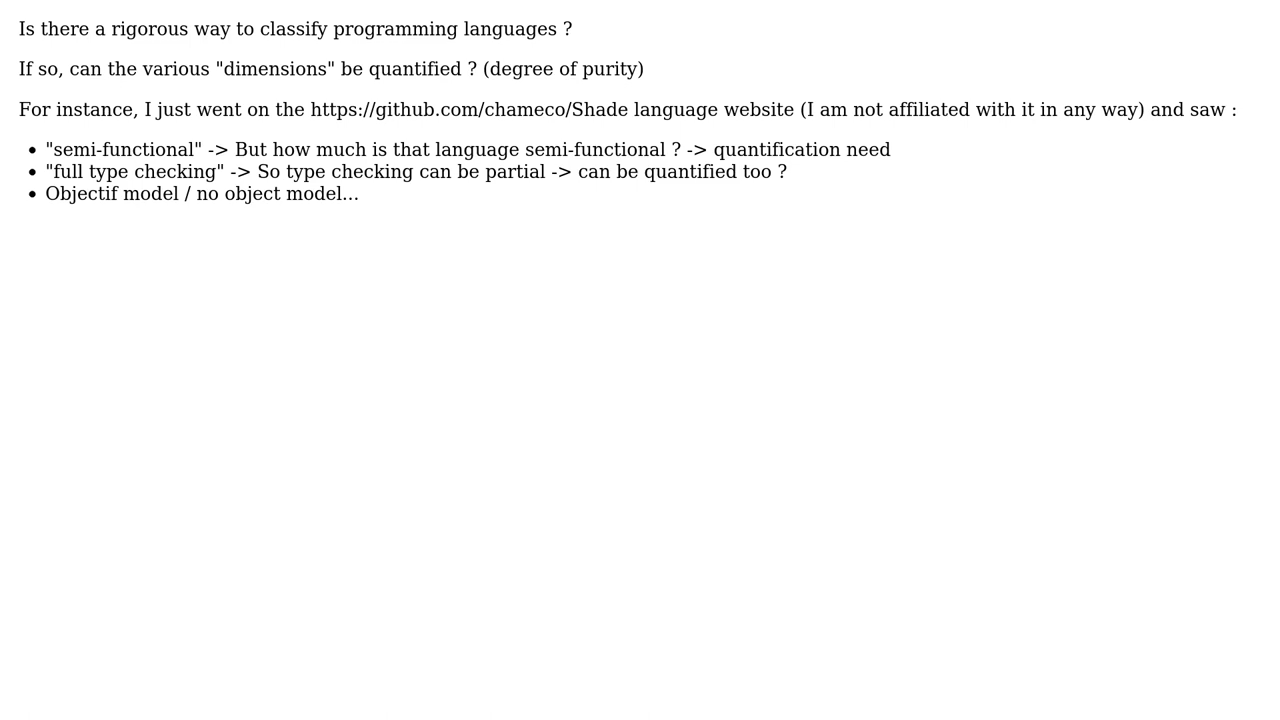 Is there a rigorous way to classify programming languages ?
If so, can the various "dimensions" be quantified ? (degree of purity)
For instance, I just went on the https://github.com/chameco/Shade language website (I am not affiliated with it in any way) and saw :
• "semi-functional" -> But how much is that language semi-functional ? -> quantification need
• "full type checking" -> So type checking can be partial -> can be quantified too ?
• Objectif model / no object model...